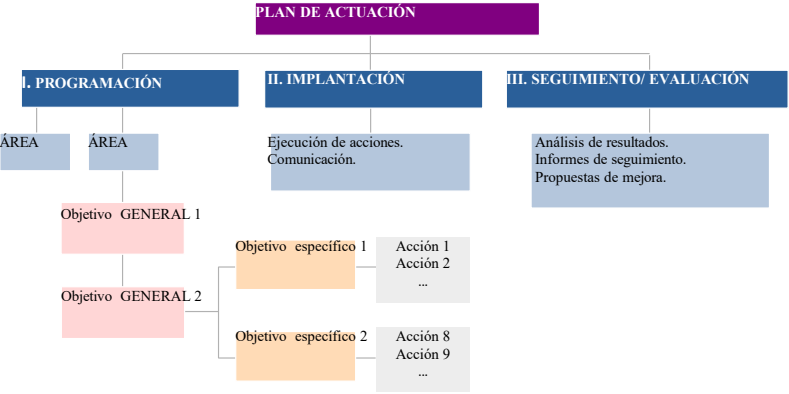 PLAN DE ACTUACIÓN
I. PROGRAMACIÓN
II. IMPLANTACIÓN
III. SEGUIMIENTO/ EVALUACIÓN
ÁREA
ÁREA
Ejecución de acciones.
Comunicación.
Análisis de resultados.
Informes de seguimiento.
Propuestas de mejora.
Objetivo GENERAL 1
Objetivo GENERAL 2
Objetivo específico 1
Acción 1
Acción 2
...
Objetivo específico 2
Acción 8
Acción 9
...